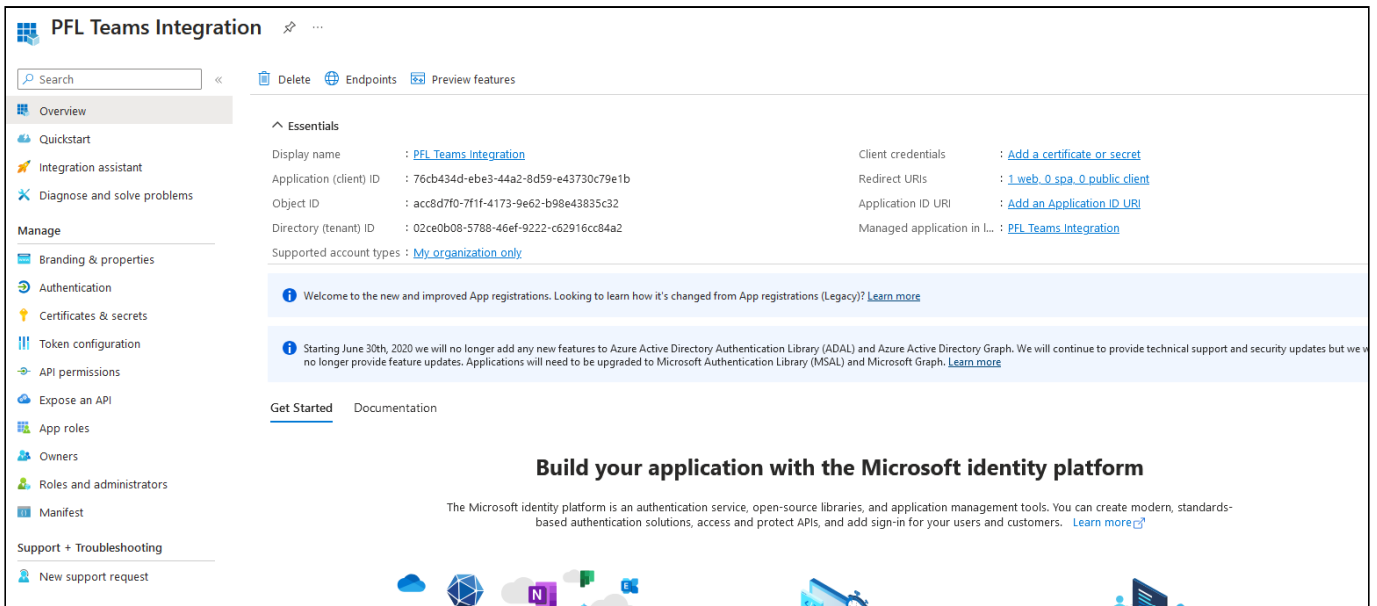 PFL Teams Integration
Search
Delete
Endpoints
Preview features
Overview
Quickstart
Integration assistant
Diagnose and solve problems
Manage
Branding & properties
Authentication
Certificates & secrets
Token configuration
API permissions
Expose an API
App roles
Owners
Roles and administrators
Manifest
Support + Troubleshooting
New support request
Essentials
Display name : PFL Teams Integration
Application (client) ID : 76cb434d-ebe3-44a2-8d59-e43730c79e1b
Object ID : acc8d7f0-7f1f-4173-9e62-b98e43835c32
Directory (tenant) ID : 02ce0b08-5788-46ef-9222-c62916cc84a2
Supported account types : My organization only
Client credentials : Add a certificate or secret
Redirect URIs : 1 web, 0 spa, 0 public client
Application ID URI : Add an Application ID URI
Managed application in l... : PFL Teams Integration
Welcome to the new and improved App registrations. Looking to learn how it's changed from App registrations (Legacy)? Learn more
Starting June 30th, 2020 we will no longer add any new features to Azure Active Directory Authentication Library (ADAL) and Azure Active Directory Graph. We will continue to provide technical support and security updates but we w
no longer provide feature updates. Applications will need to be upgraded to Microsoft Authentication Library (MSAL) and Microsoft Graph. Learn more
Get Started
Documentation
Build your application with the Microsoft identity platform
The Microsoft identity platform is an authentication service, open-source libraries, and application management tools. You can create modern, standards-
based authentication solutions, access and protect APIs, and add sign-in for your users and customers. Learn more
N
E